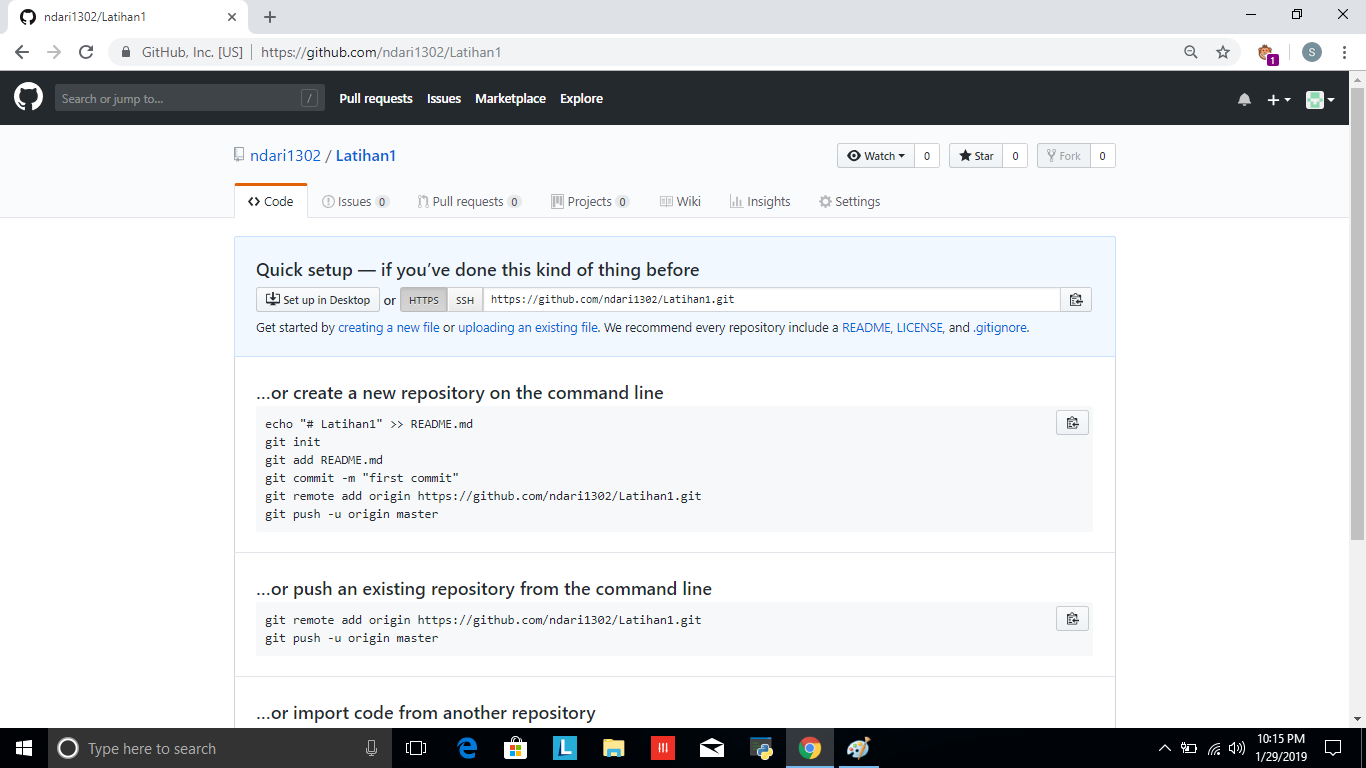 ndari1302/Latihan1
GitHub, Inc. [US] https://github.com/ndari1302/Latihan1
1
S
Search or jump to... /
Pull requests Issues Marketplace Explore
ndari1302 / Latihan1
Watch 0 Star 0 Fork 0
Code Issues 0 Pull requests 0 Projects 0 Wiki Insights Settings
Quick setup — if you’ve done this kind of thing before
Set up in Desktop or HTTPS SSH https://github.com/ndari1302/Latihan1.git
Get started by creating a new file or uploading an existing file. We recommend every repository include a README, LICENSE, and .gitignore.
…or create a new repository on the command line
echo "# Latihan1" >> README.md
git init
git add README.md
git commit -m "first commit"
git remote add origin https://github.com/ndari1302/Latihan1.git
git push -u origin master
…or push an existing repository from the command line
git remote add origin https://github.com/ndari1302/Latihan1.git
git push -u origin master
…or import code from another repository
Type here to search
L
10:15 PM
1/29/2019